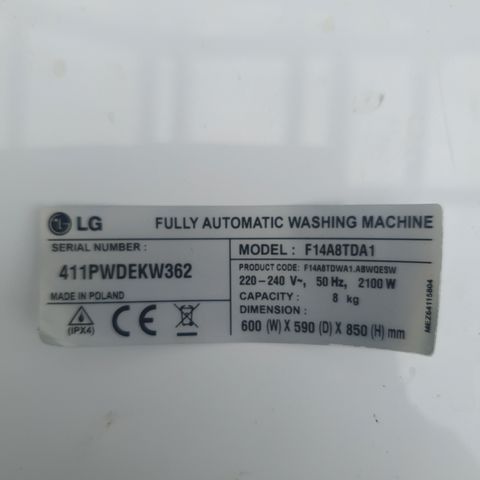 LG FULLY AUTOMATIC WASHING MACHINE
SERIAL NUMBER :
411PWDEKW362
MADE IN POLAND
(IPX4)
CE
MODEL : F14A8TDA1
PRODUCT CODE: F14A8TDWA1.ABWQESW
220–240 V~, 50 Hz, 2100 W
CAPACITY : 8 kg
DIMENSION :
600 (W) X 590 (D) X 850 (H) mm
MEZ64115604